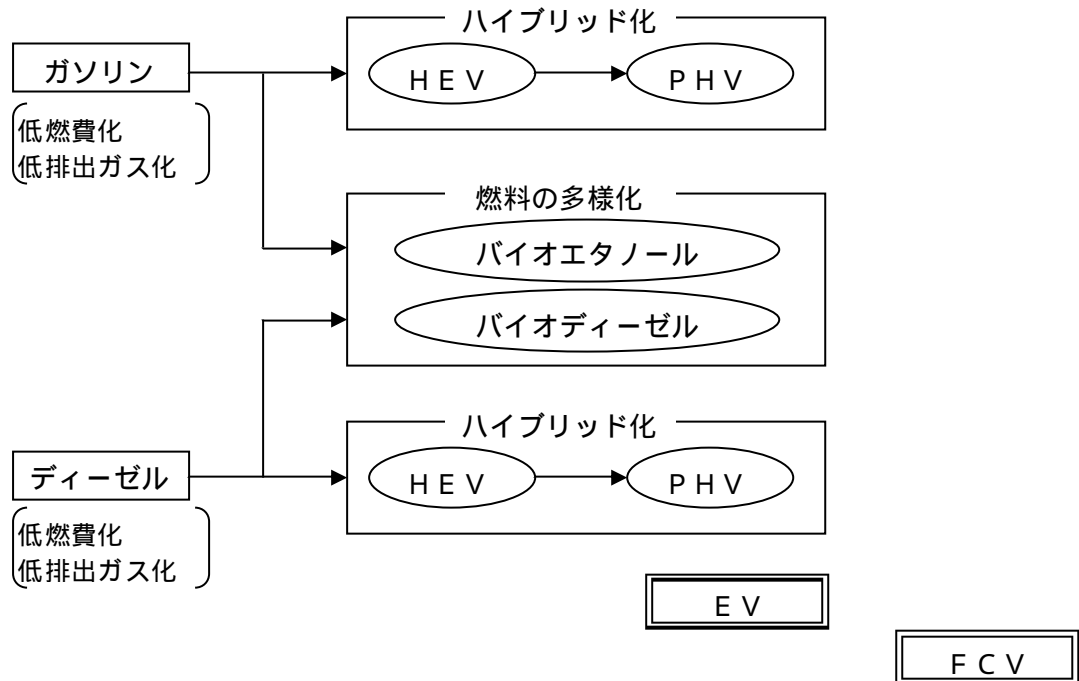 ハイブリッド化
ガソリン
ＨＥＶ
ＰＨＶ
低燃費化
低排出ガス化
燃料の多様化
バイオエタノール
バイオディーゼル
ハイブリッド化
ディーゼル
ＨＥＶ
ＰＨＶ
低燃費化
低排出ガス化
ＥＶ
ＦＣＶ